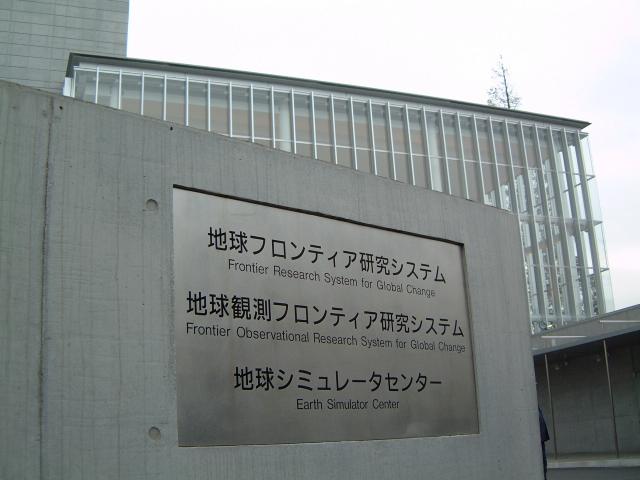 地球フロンティア研究システム
Frontier Research System for Global Change
地球観測フロンティア研究システム
Frontier Observational Research System for Global Change
地球シミュレータセンター
Earth Simulator Center